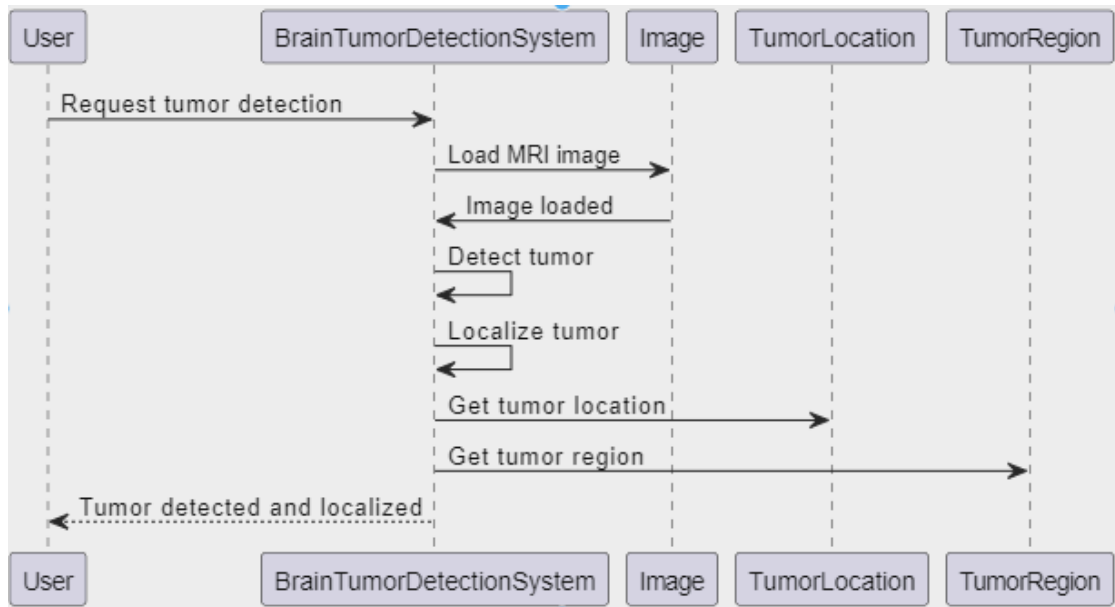 User BrainTumorDetectionSystem Image TumorLocation TumorRegion
Request tumor detection
Load MRI image
Image loaded
Detect tumor
Localize tumor
Get tumor location
Get tumor region
Tumor detected and localized
User BrainTumorDetectionSystem Image TumorLocation TumorRegion